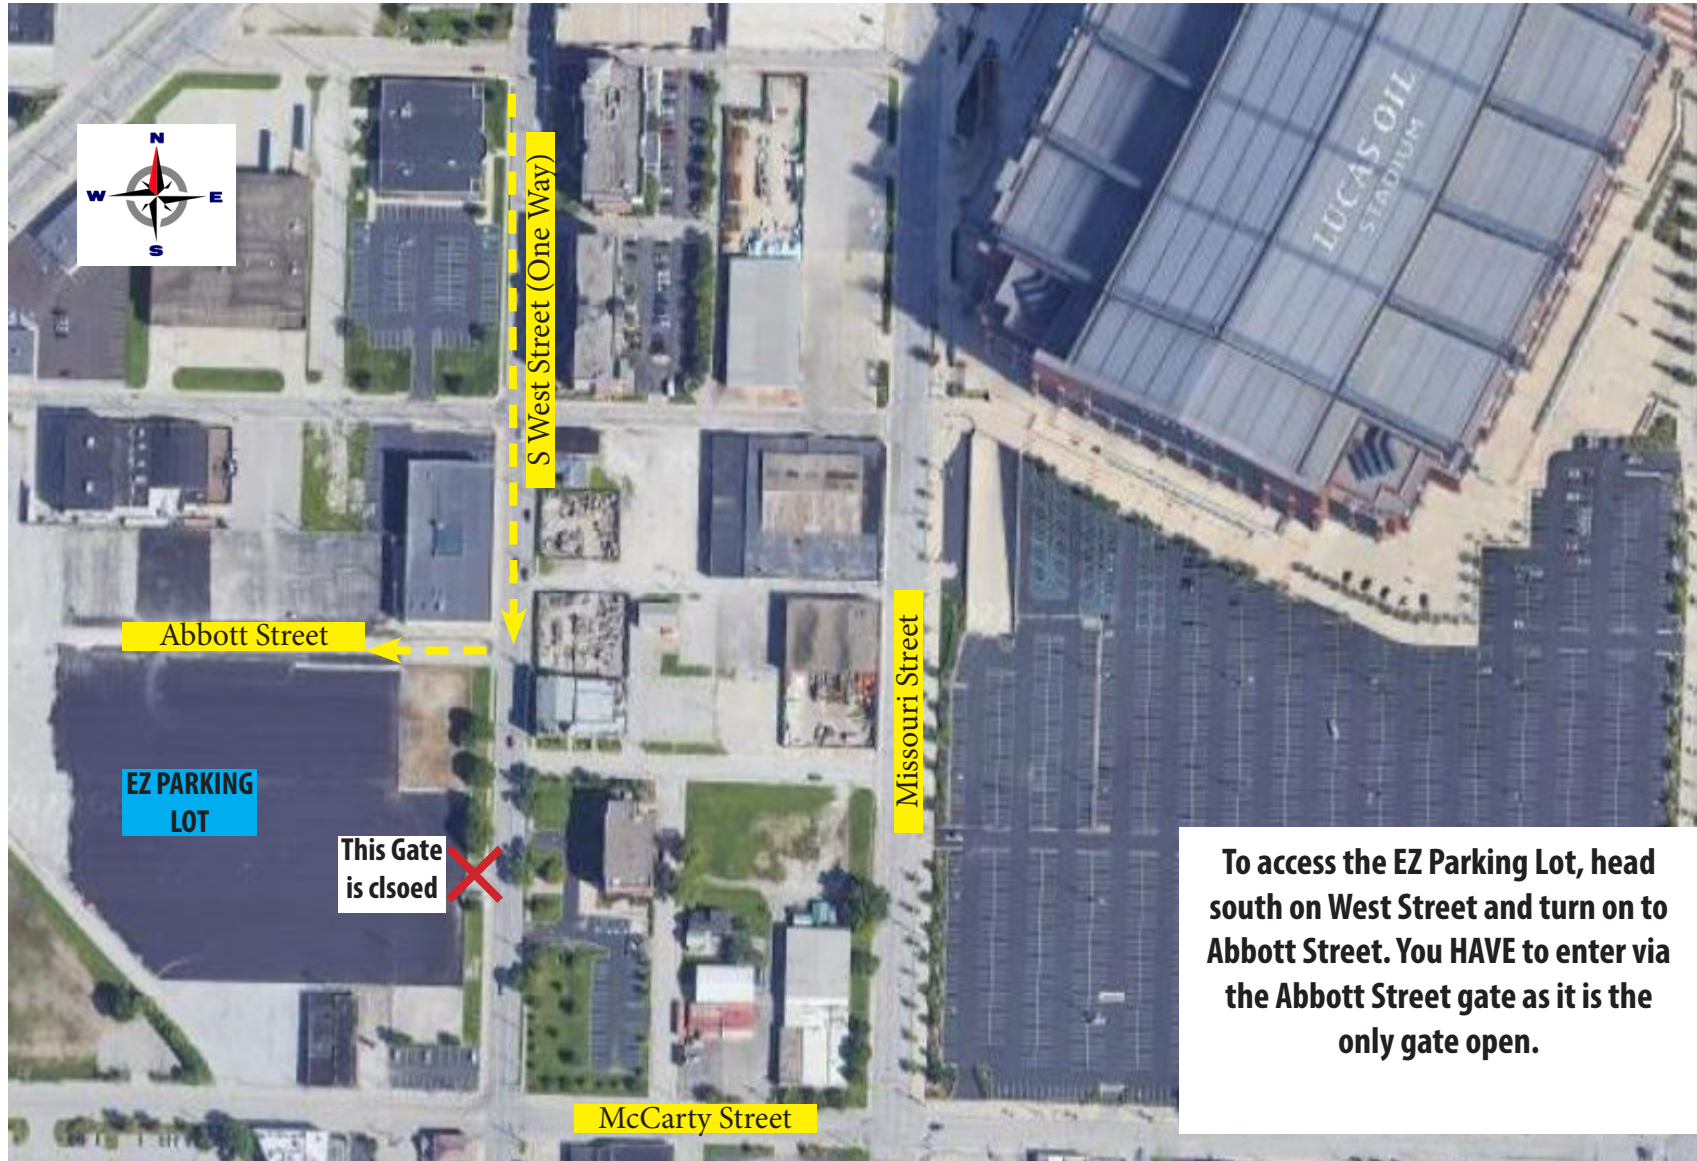 N
W
E
S
S West Street (One Way)
LUCAS OIL
STADIUM
Abbott Street
Missouri Street
EZ PARKING
LOT
This Gate
is clsoed
To access the EZ Parking Lot, head
south on West Street and turn on to
Abbott Street. You HAVE to enter via
the Abbott Street gate as it is the
only gate open.
McCarty Street